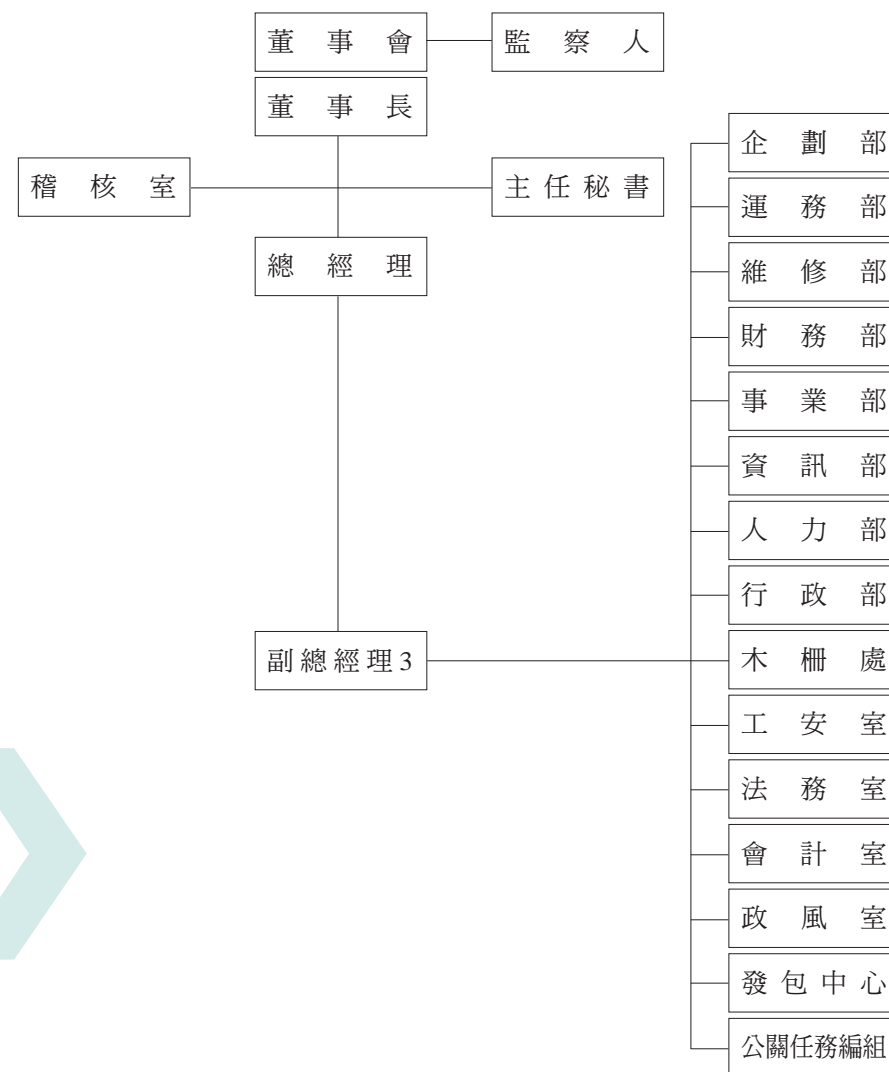 董事會
監察人
董事長
稽核室
主任秘書
總經理
副總經理3
企劃部
運務部
維修部
財務部
事業部
資訊部
人力部
行政部
木柵處
工安室
法務室
會計室
政風室
發包中心
公關任務編組